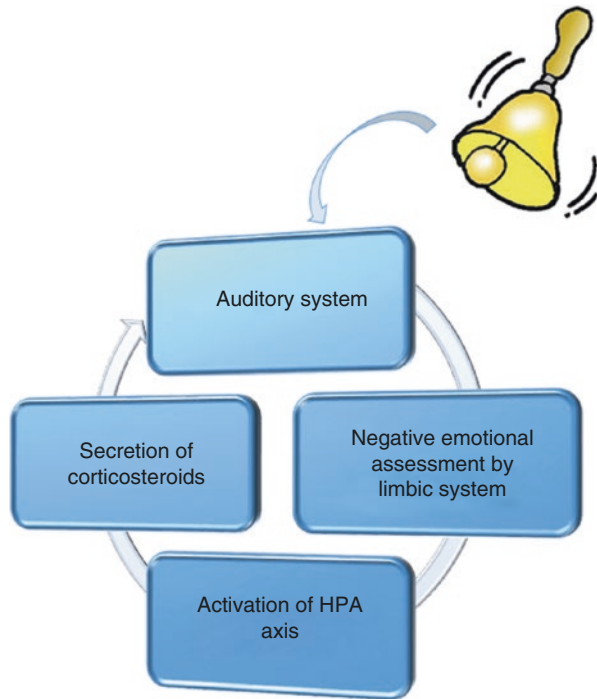 Auditory system
Negative emotional
assessment by
limbic system
Activation of HPA
axis
Secretion of
corticosteroids